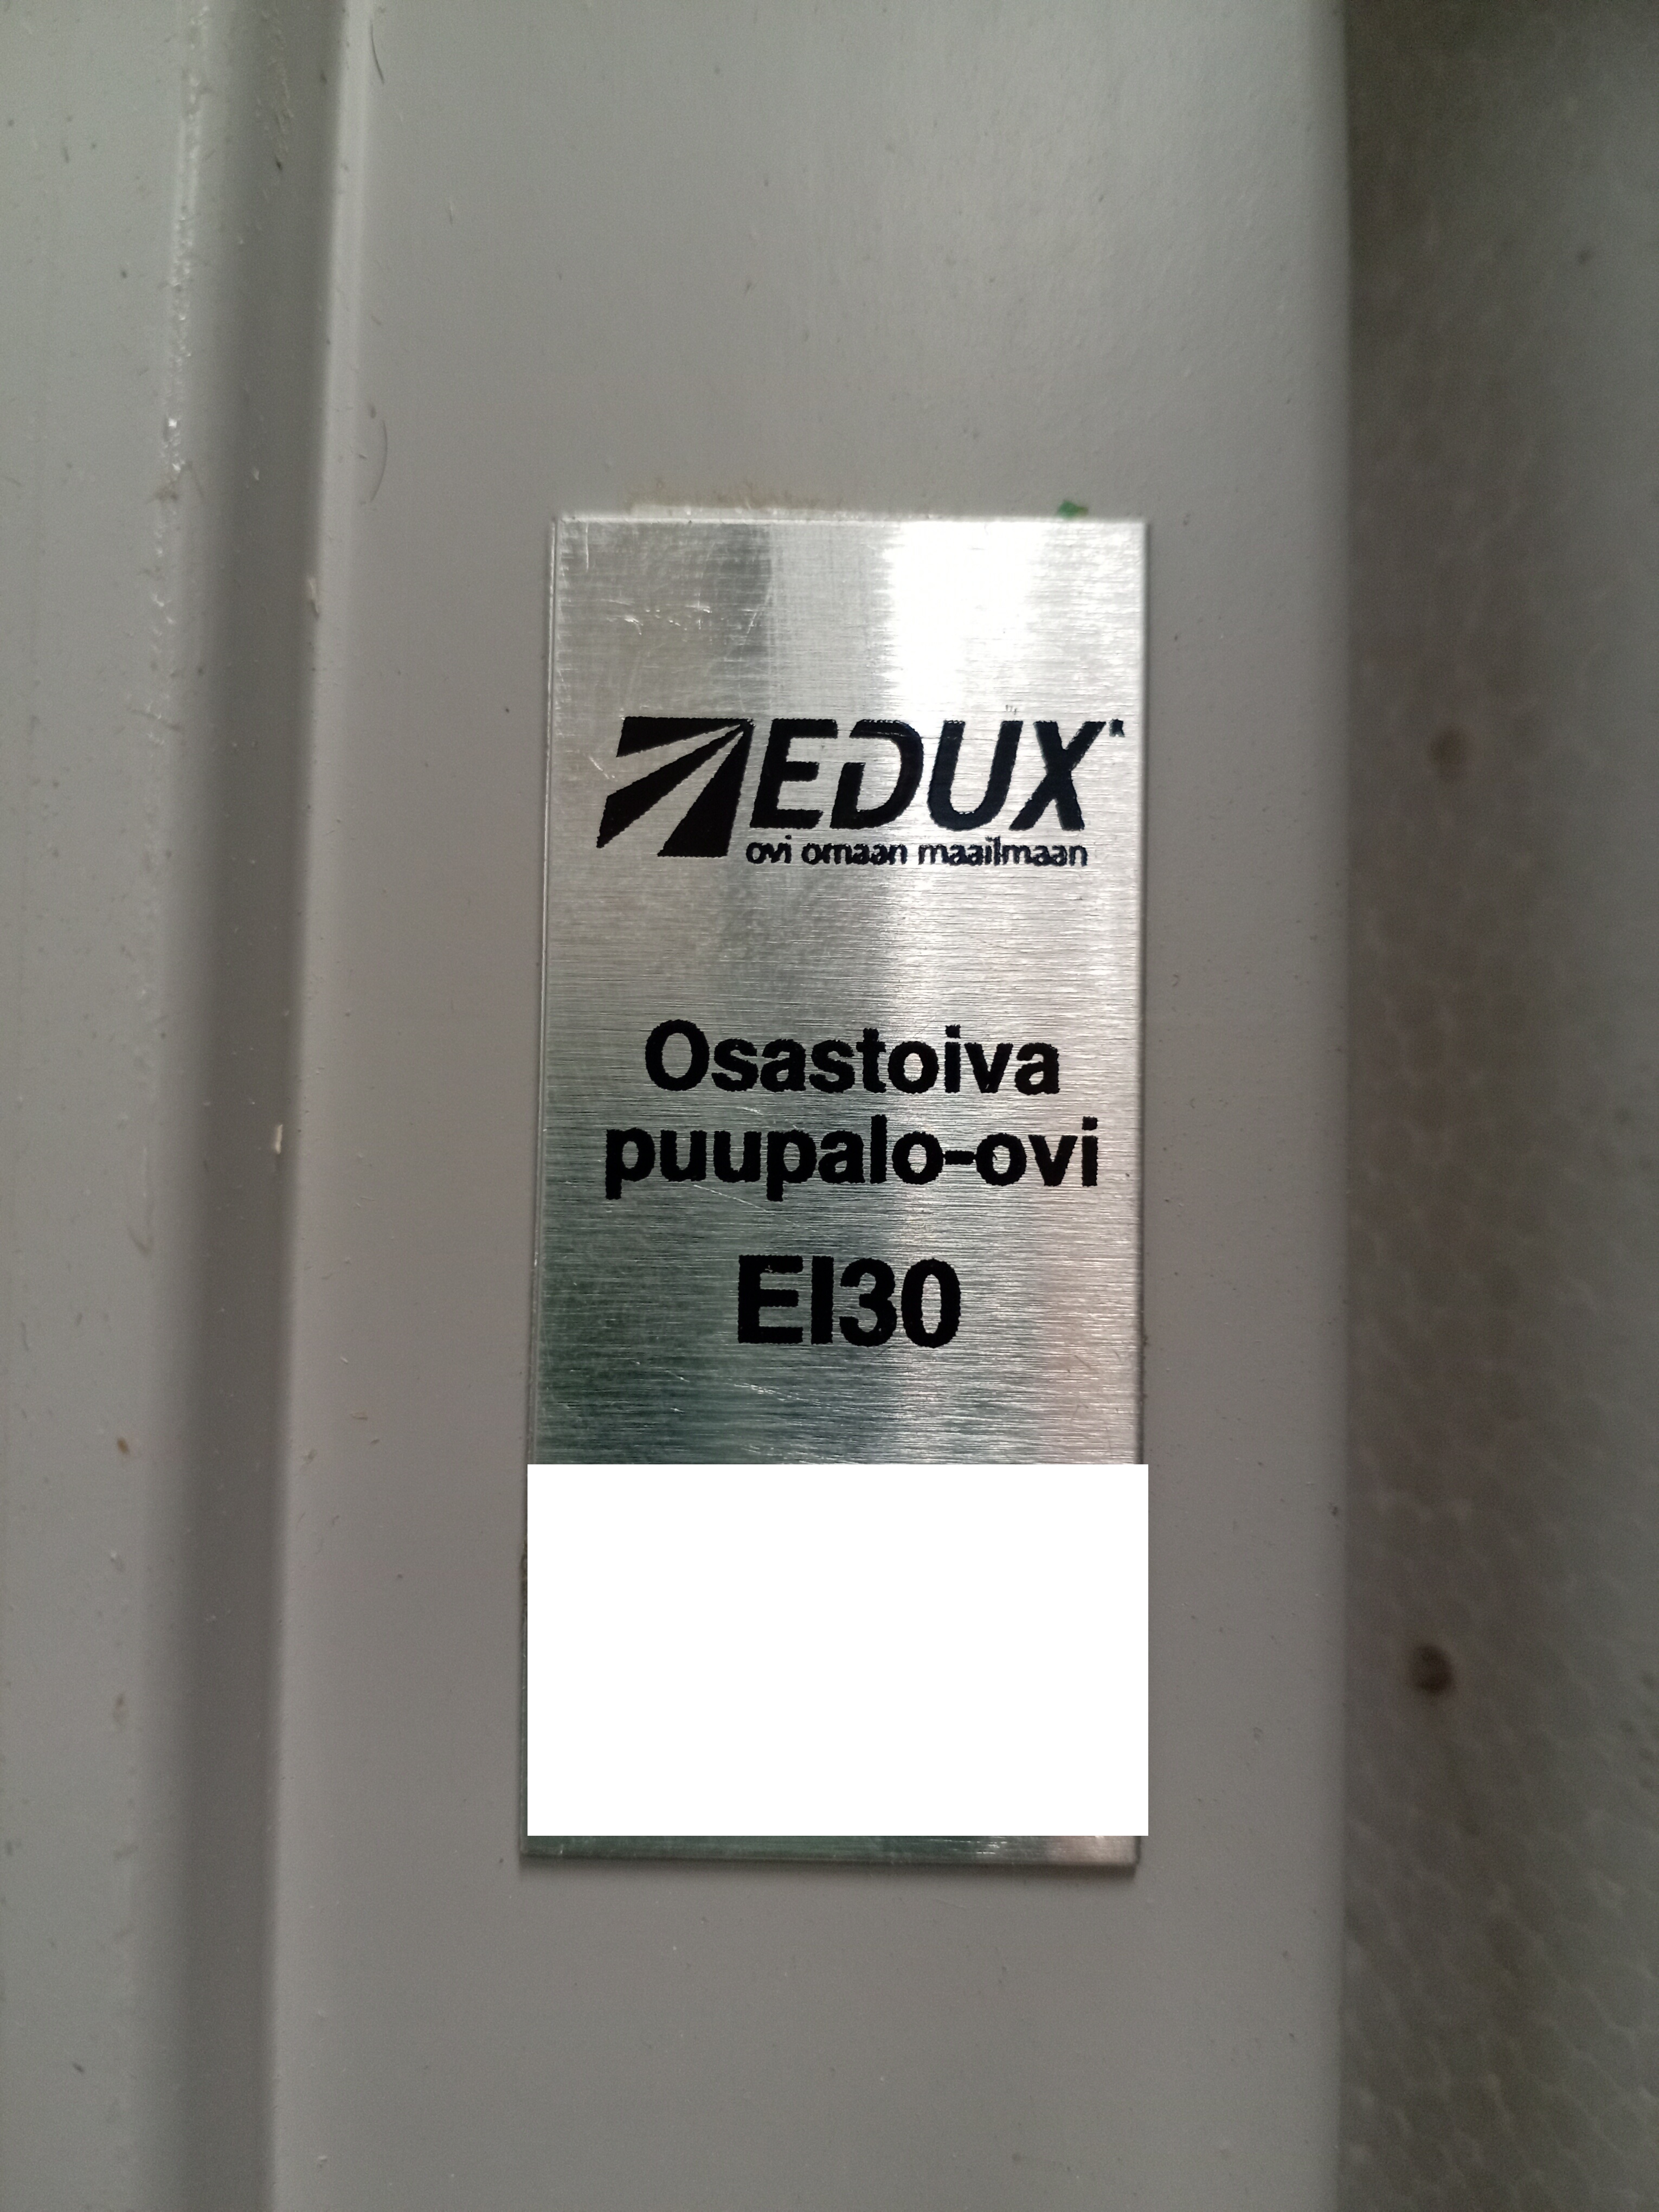 EDUX
ovi omaan maailmaan
Osastoiva
puupalo-ovi
EI30